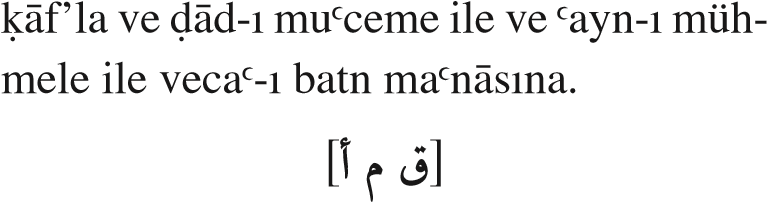 ḳāf’la ve ḍād-ı muᶜceme ile ve ᶜayn-ı müh-
mele ile vecaᶜ-ı batn maᶜnāsına.
[ق م أ]